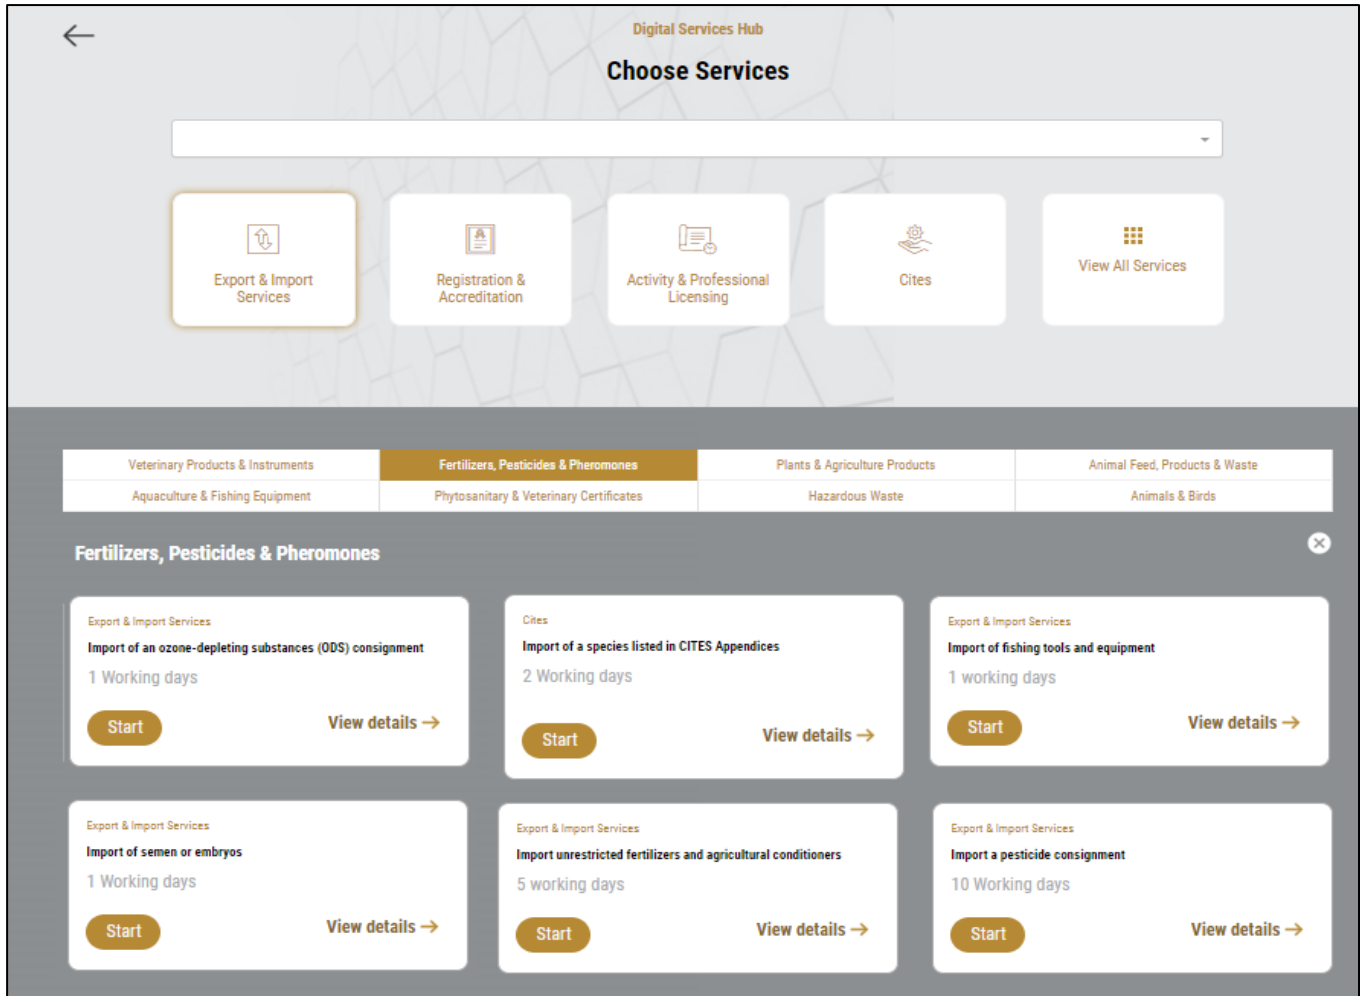 Digital Services Hub
Choose Services
Export & Import
Services
Registration &
Accreditation
Activity & Professional
Licensing
Cites
View All Services
Veterinary Products & Instruments
Fertilizers, Pesticides & Pheromones
Plants & Agriculture Products
Animal Feed, Products & Waste
Aquaculture & Fishing Equipment
Phytosanitary & Veterinary Certificates
Hazardous Waste
Animals & Birds
Fertilizers, Pesticides & Pheromones
Export & Import Services
Import of an ozone-depleting substances (ODS) consignment
1 Working days
Start
View details
Cites
Import of a species listed in CITES Appendices
2 Working days
Start
View details
Export & Import Services
Import of fishing tools and equipment
1 working days
Start
View details
Export & Import Services
Import of semen or embryos
1 Working days
Start
View details
Export & Import Services
Import unrestricted fertilizers and agricultural conditioners
5 working days
Start
View details
Export & Import Services
Import a pesticide consignment
10 Working days
Start
View details